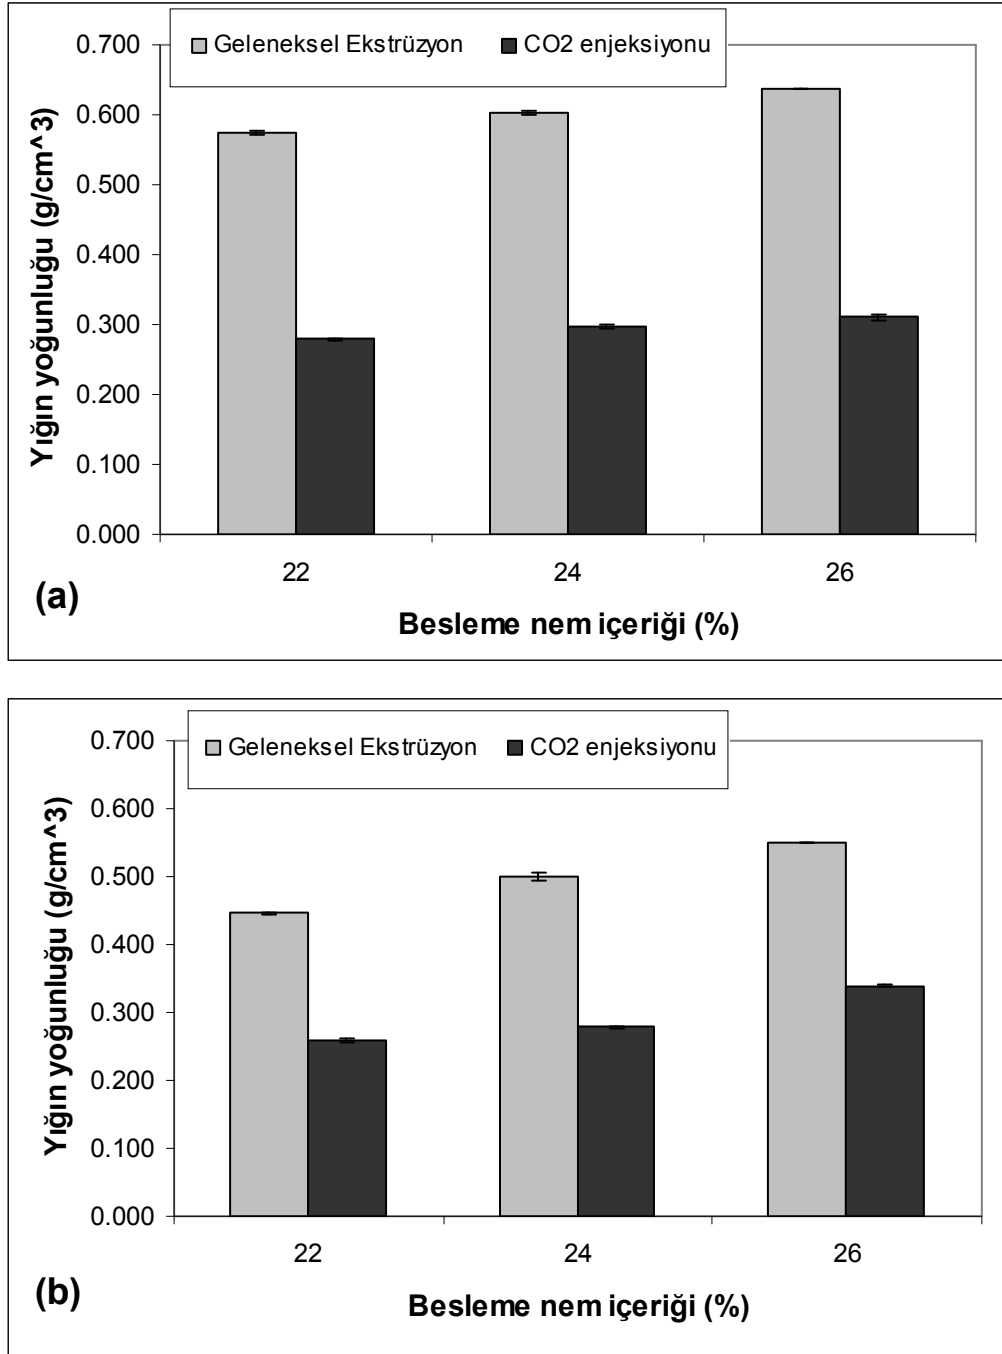 Geleneksel Ekstrüzyon CO2 enjeksiyonu
0.700
0.600
0.500
0.400
0.300
0.200
0.100
0.000
Yığın yoğunluğu (g/cm^3)
22 24 26
(a)
Besleme nem içeriği (%)
Geleneksel Ekstrüzyon CO2 enjeksiyonu
0.700
0.600
0.500
0.400
0.300
0.200
0.100
0.000
Yığın yoğunluğu (g/cm^3)
22 24 26
(b)
Besleme nem içeriği (%)